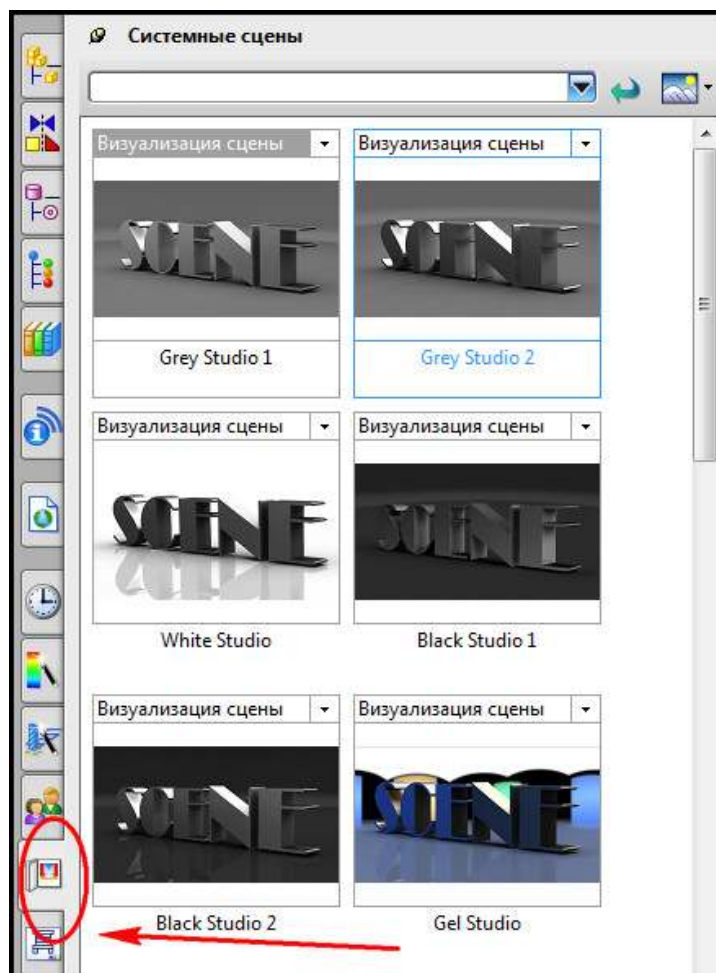 Системные сцены
Визуализация сцены
Визуализация сцены
SCENE
SCENE
Grey Studio 1
Grey Studio 2
Визуализация сцены
Визуализация сцены
SCENE
SCENE
White Studio
Black Studio 1
Визуализация сцены
Визуализация сцены
SCENE
SCENE
Black Studio 2
Gel Studio